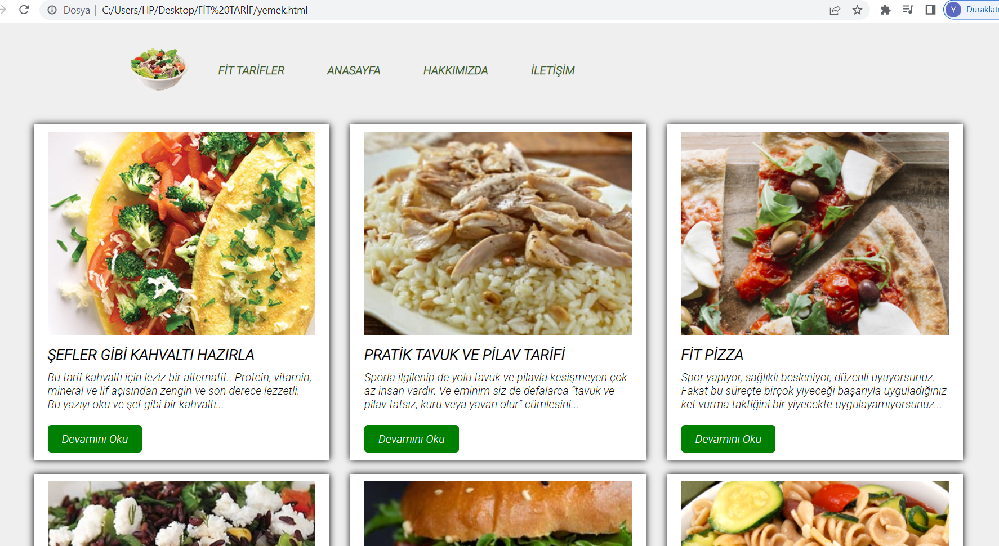 Dosya | C:/Users/HP/Desktop/FİT%20TARİF/yemek.html
Y Duraklatı
FİT TARİFLER ANASAYFA HAKKIMIZDA İLETİŞİM
ŞEFLER GİBİ KAHVALTI HAZIRLA
Bu tarif kahvaltı için leziz bir alternatif.. Protein, vitamin,
mineral ve lif açısından zengin ve son derece lezzetli.
Bu yazıyı oku ve şef gibi bir kahvaltı...
Devamını Oku
PRATİK TAVUK VE PİLAV TARİFİ
Sporla ilgilenip de yolu tavuk ve pilavla kesişmeyen çok
az insan vardır. Ve eminim siz de defalarca “tavuk ve
pilav tatsız, kuru veya yavan olur” cümlesini...
Devamını Oku
FİT PİZZA
Spor yapıyor, sağlıklı besleniyor, düzenli uyuyorsunuz.
Fakat bu süreçte birçok yiyeceği başarıyla uyguladığınız
ket vurma taktiğini bir yiyecekte uygulayamıyorsunuz...
Devamını Oku